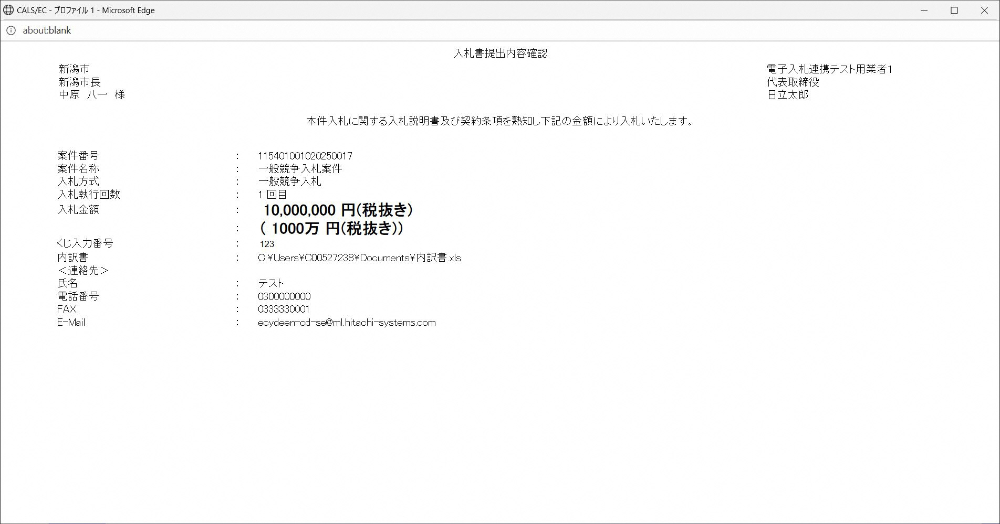 CALS/EC - プロファイル 1 - Microsoft Edge
about:blank
入札書提出内容確認
新潟市
新潟市長
中原　八一　様
電子入札連携テスト用業者1
代表取締役
日立太郎
本件入札に関する入札説明書及び契約条項を熟知し下記の金額により入札いたします。
案件番号 : 115401001020250017
案件名称 : 一般競争入札案件
入札方式 : 一般競争入札
入札執行回数 : 1 回目
入札金額 : 10,000,000 円(税抜き)
: ( 1000万 円(税抜き))
くじ入力番号 : 123
内訳書 : C:¥Users¥C00527238¥Documents¥内訳書.xls
＜連絡先＞
氏名 : テスト
電話番号 : 0300000000
FAX : 0333330001
E-Mail : ecydeen-cd-se@ml.hitachi-systems.com